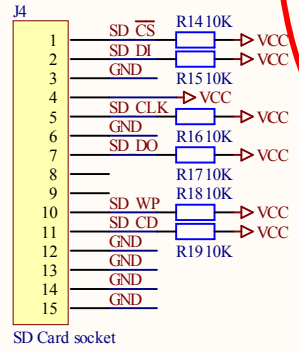 J4
1 SD CS R14 10K VCC
2 SD DI VCC
3 GND R15 10K
4 VCC
5 SD CLK VCC
6 GND R16 10K
7 SD DO VCC
8 R17 10K
9 R18 10K
10 SD WP VCC
11 SD CD VCC
12 GND R19 10K
13 GND
14 GND
15 GND
SD Card socket